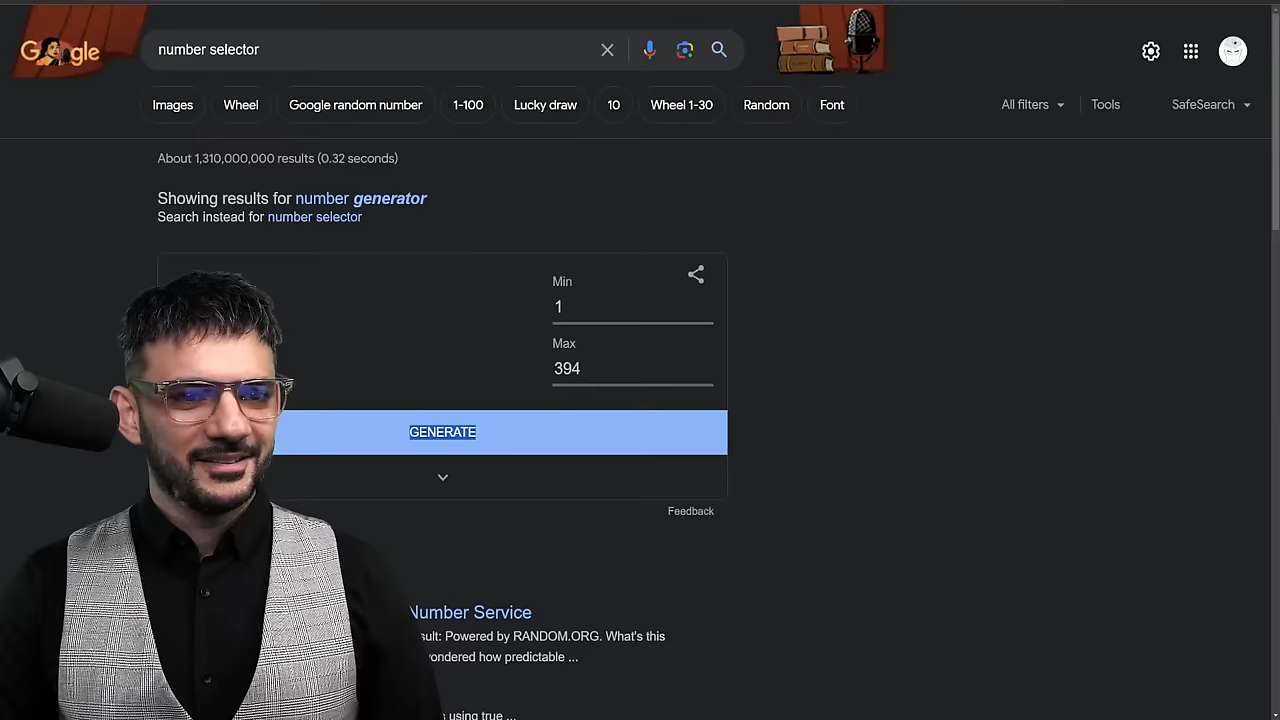 number selector
Images
Wheel
Google random number
1-100
Lucky draw
10
Wheel 1-30
Random
Font
All filters
Tools
SafeSearch
About 1,310,000,000 results (0.32 seconds)
Showing results for number generator
Search instead for number selector
Min
1
Max
394
GENERATE
Feedback
Number Service
Powered by RANDOM.ORG. What's this
wondered how predictable ...
using true ...